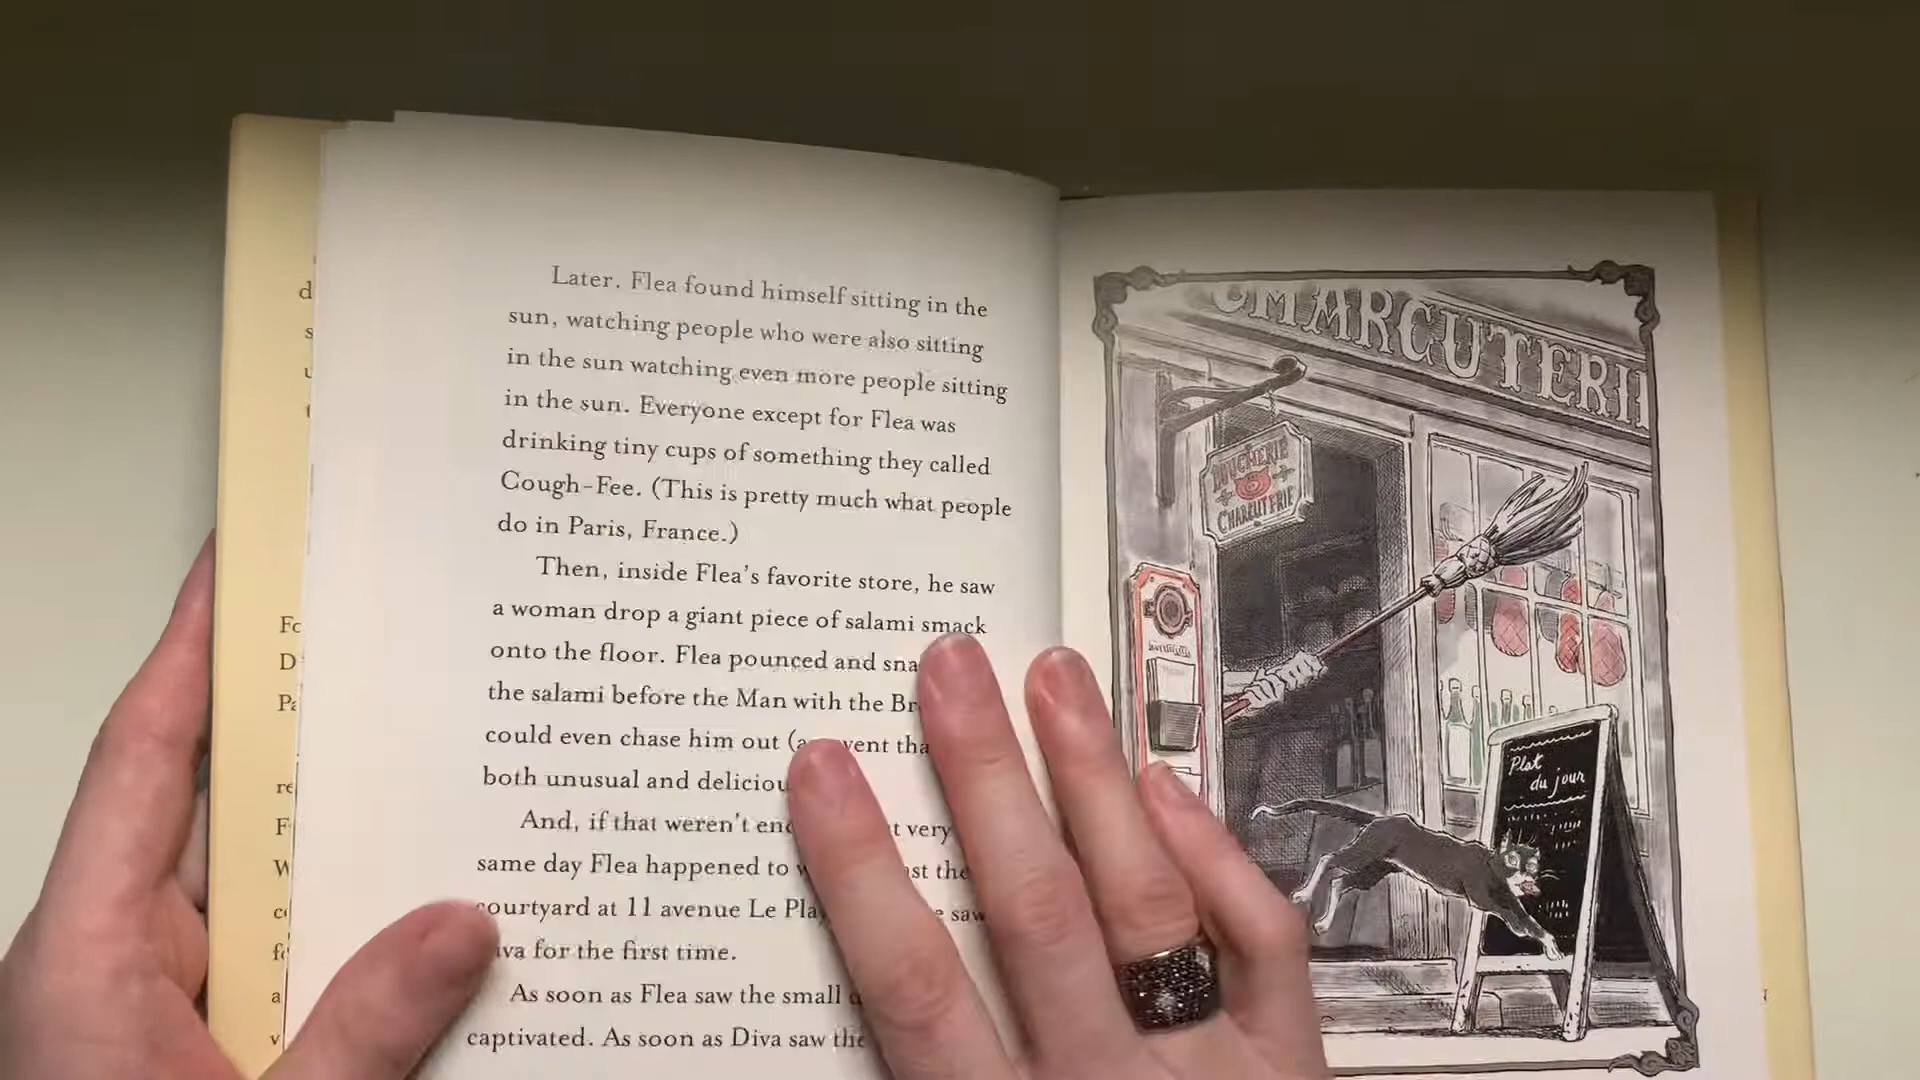 Later. Flea found himself sitting in the
sun, watching people who were also sitting
in the sun watching even more people sitting
in the sun. Everyone except for Flea was
drinking tiny cups of something they called
Cough-Fee. (This is pretty much what people
do in Paris, France.)
Then, inside Flea's favorite store, he saw
a woman drop a giant piece of salami smack
onto the floor. Flea pounced and
the salami before the Man with the
could even chase him out
both unusual and
And, if that weren't very
same day Flea happened to the
courtyard at 11 avenue Le saw
for the first time.
As soon as Flea saw the small
captivated. As soon as Diva saw the
CHARCUTERIE
BOUCHERIE
CHARCUTERIE
Plat
du jour